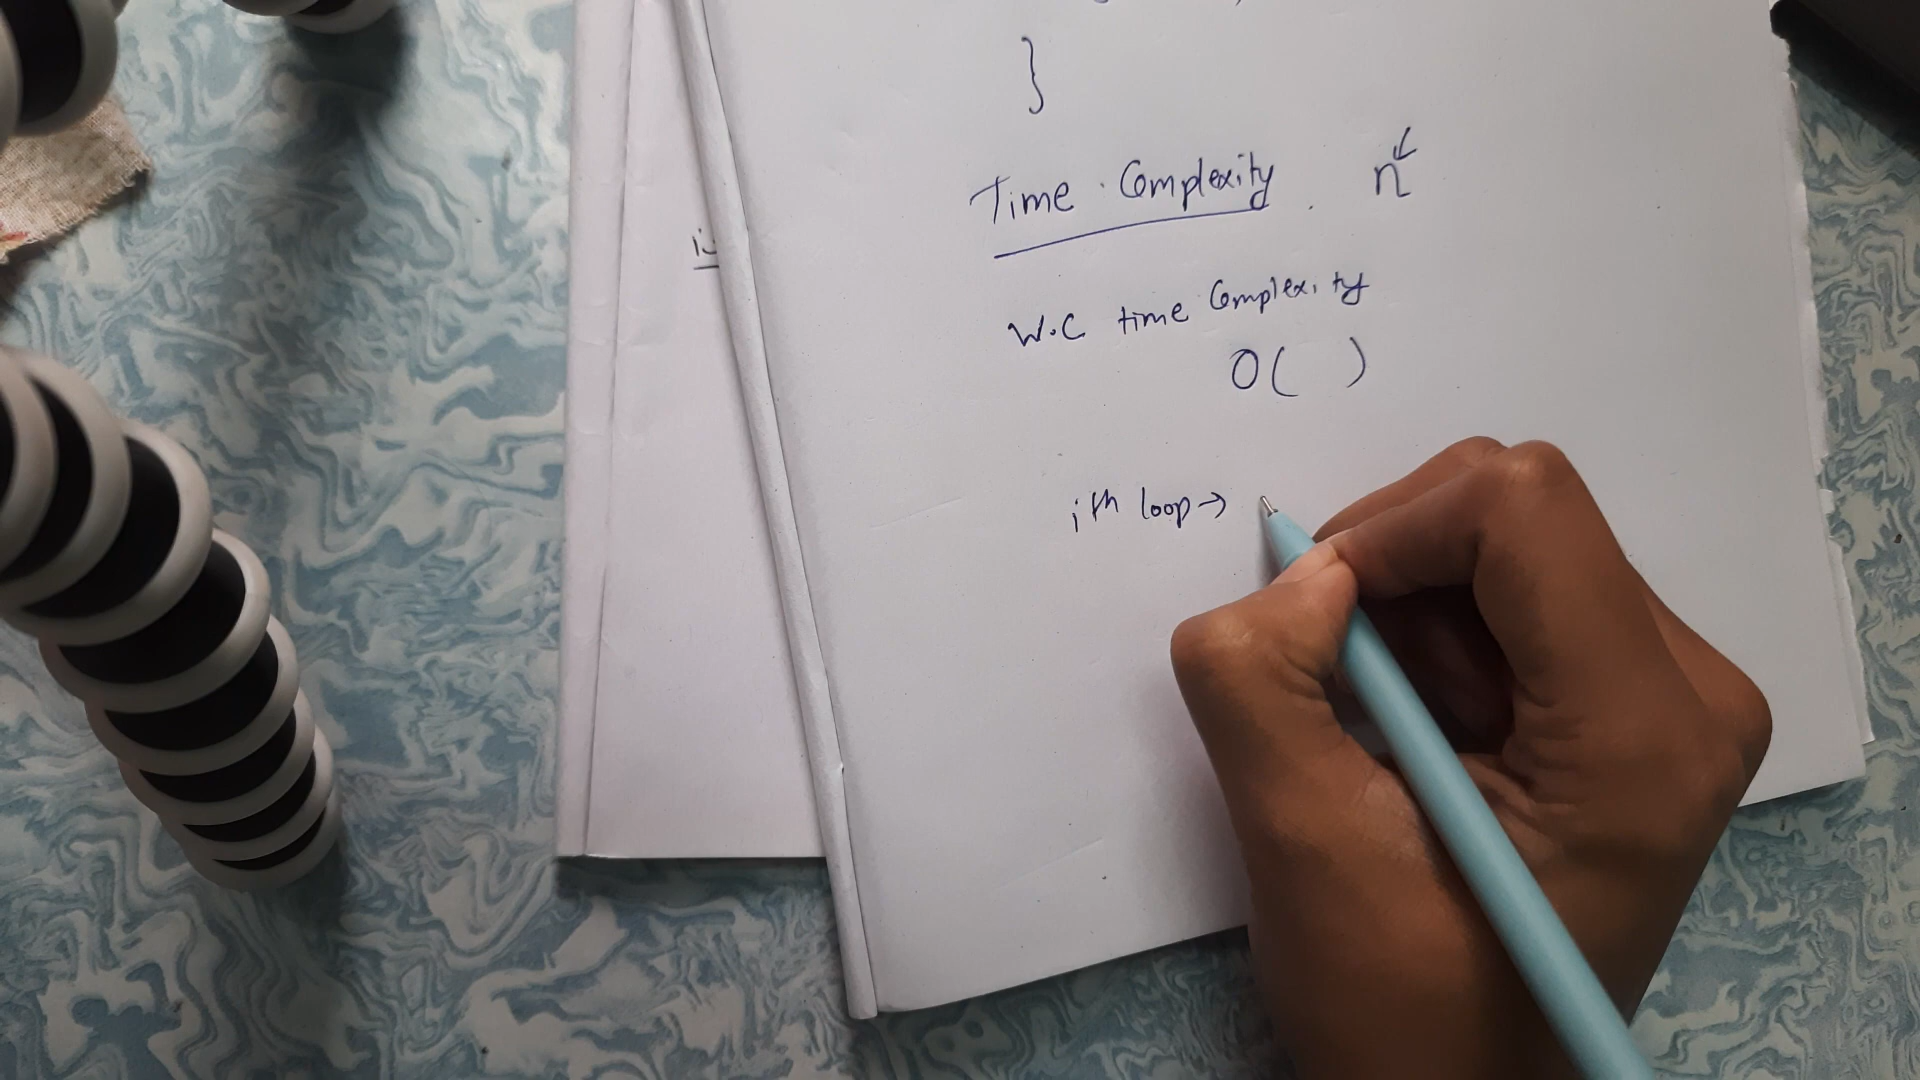 }
Time Complexity n
W.C time Complexity
O( )
ith loop →